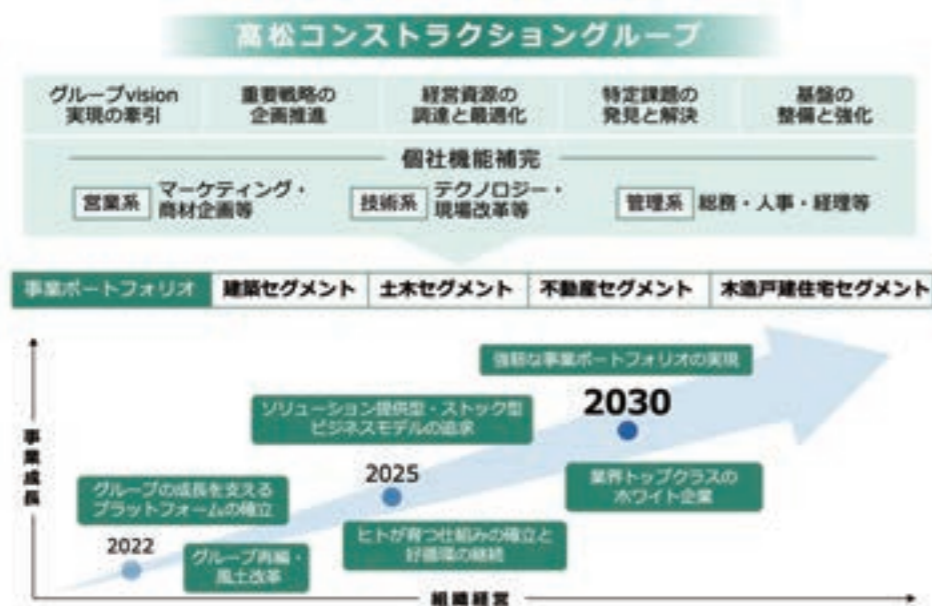 髙松コンストラクショングループ
グループvision
実現の牽引
重要戦略の
企画推進
経営資源の
調達と最適化
特定課題の
発見と解決
基盤の
整備と強化
個社機能補完
営業系
マーケティング・
商材企画等
技術系
テクノロジー・
現場改革等
管理系
総務・人事・経理等
事業ポートフォリオ
建築セグメント
土木セグメント
不動産セグメント
木造戸建住宅セグメント
事業成長
強靭な事業ポートフォリオの実現
2030
ソリューション提供型・ストック型
ビジネスモデルの追求
2025
業界トップクラスの
ホワイト企業
グループの成長を支える
プラットフォームの確立
2022
グループ再編・
風土改革
ヒトが育つ仕組みの確立と
好循環の継続
組織経営